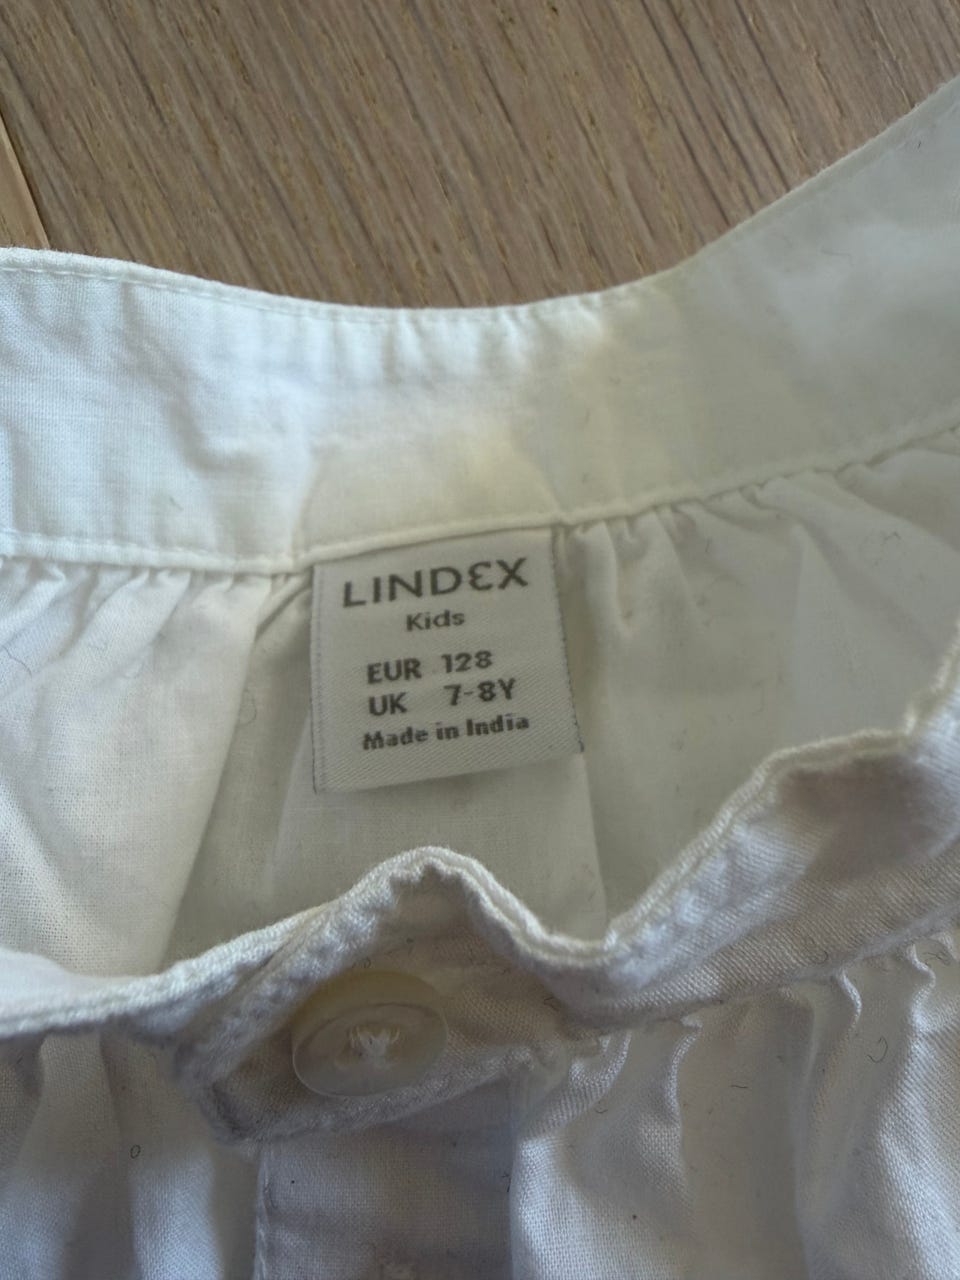 LINDEX
Kids
EUR 128
UK 7-8Y
Made in India